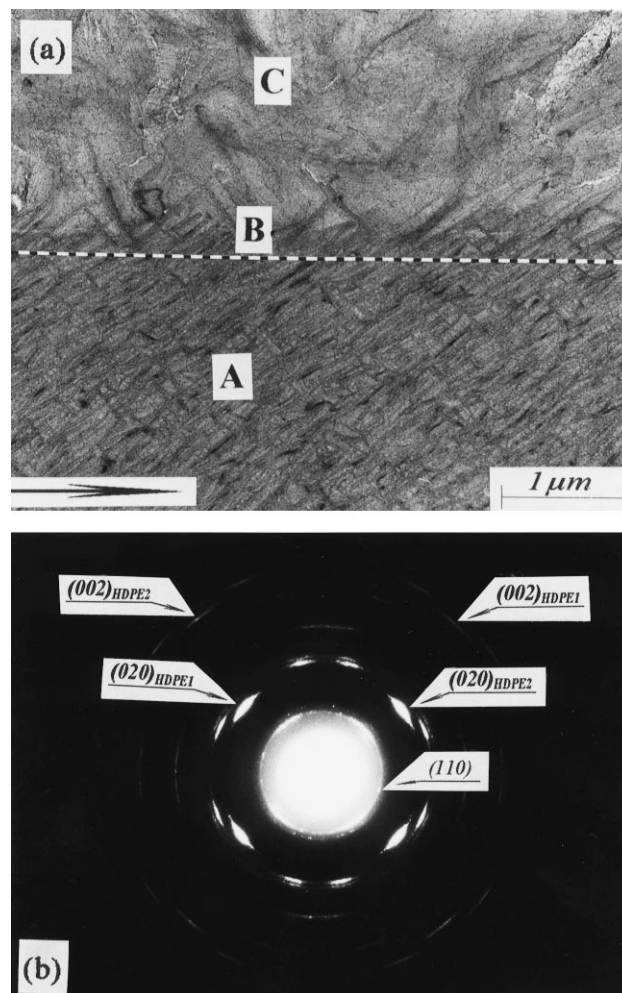 (a)
C
B
A
1 μm
(002)HDPE2
(002)HDPE1
(020)HDPE1
(020)HDPE2
(110)
(b)